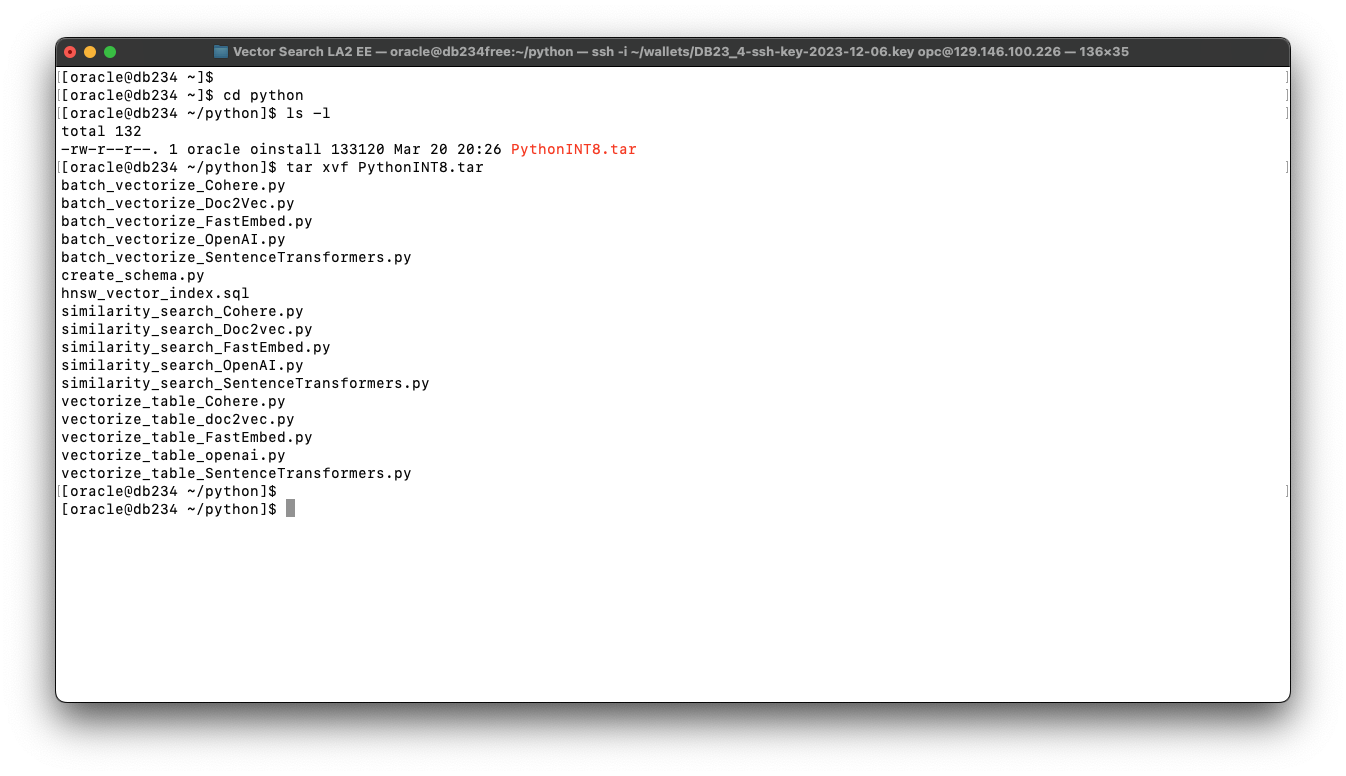 Vector Search LA2 EE — oracle@db234free:~/python — ssh -i ~/wallets/DB23_4-ssh-key-2023-12-06.key opc@129.146.100.226 — 136×35
[[oracle@db234 ~]$ ]
[[oracle@db234 ~]$ cd python ]
[[oracle@db234 ~/python]$ ls -l ]
total 132
-rw-r--r--. 1 oracle oinstall 133120 Mar 20 20:26 PythonINT8.tar
[[oracle@db234 ~/python]$ tar xvf PythonINT8.tar ]
batch_vectorize_Cohere.py
batch_vectorize_Doc2Vec.py
batch_vectorize_FastEmbed.py
batch_vectorize_OpenAI.py
batch_vectorize_SentenceTransformers.py
create_schema.py
hnsw_vector_index.sql
similarity_search_Cohere.py
similarity_search_Doc2vec.py
similarity_search_FastEmbed.py
similarity_search_OpenAI.py
similarity_search_SentenceTransformers.py
vectorize_table_Cohere.py
vectorize_table_doc2vec.py
vectorize_table_FastEmbed.py
vectorize_table_openai.py
vectorize_table_SentenceTransformers.py
[[oracle@db234 ~/python]$ ]
[oracle@db234 ~/python]$